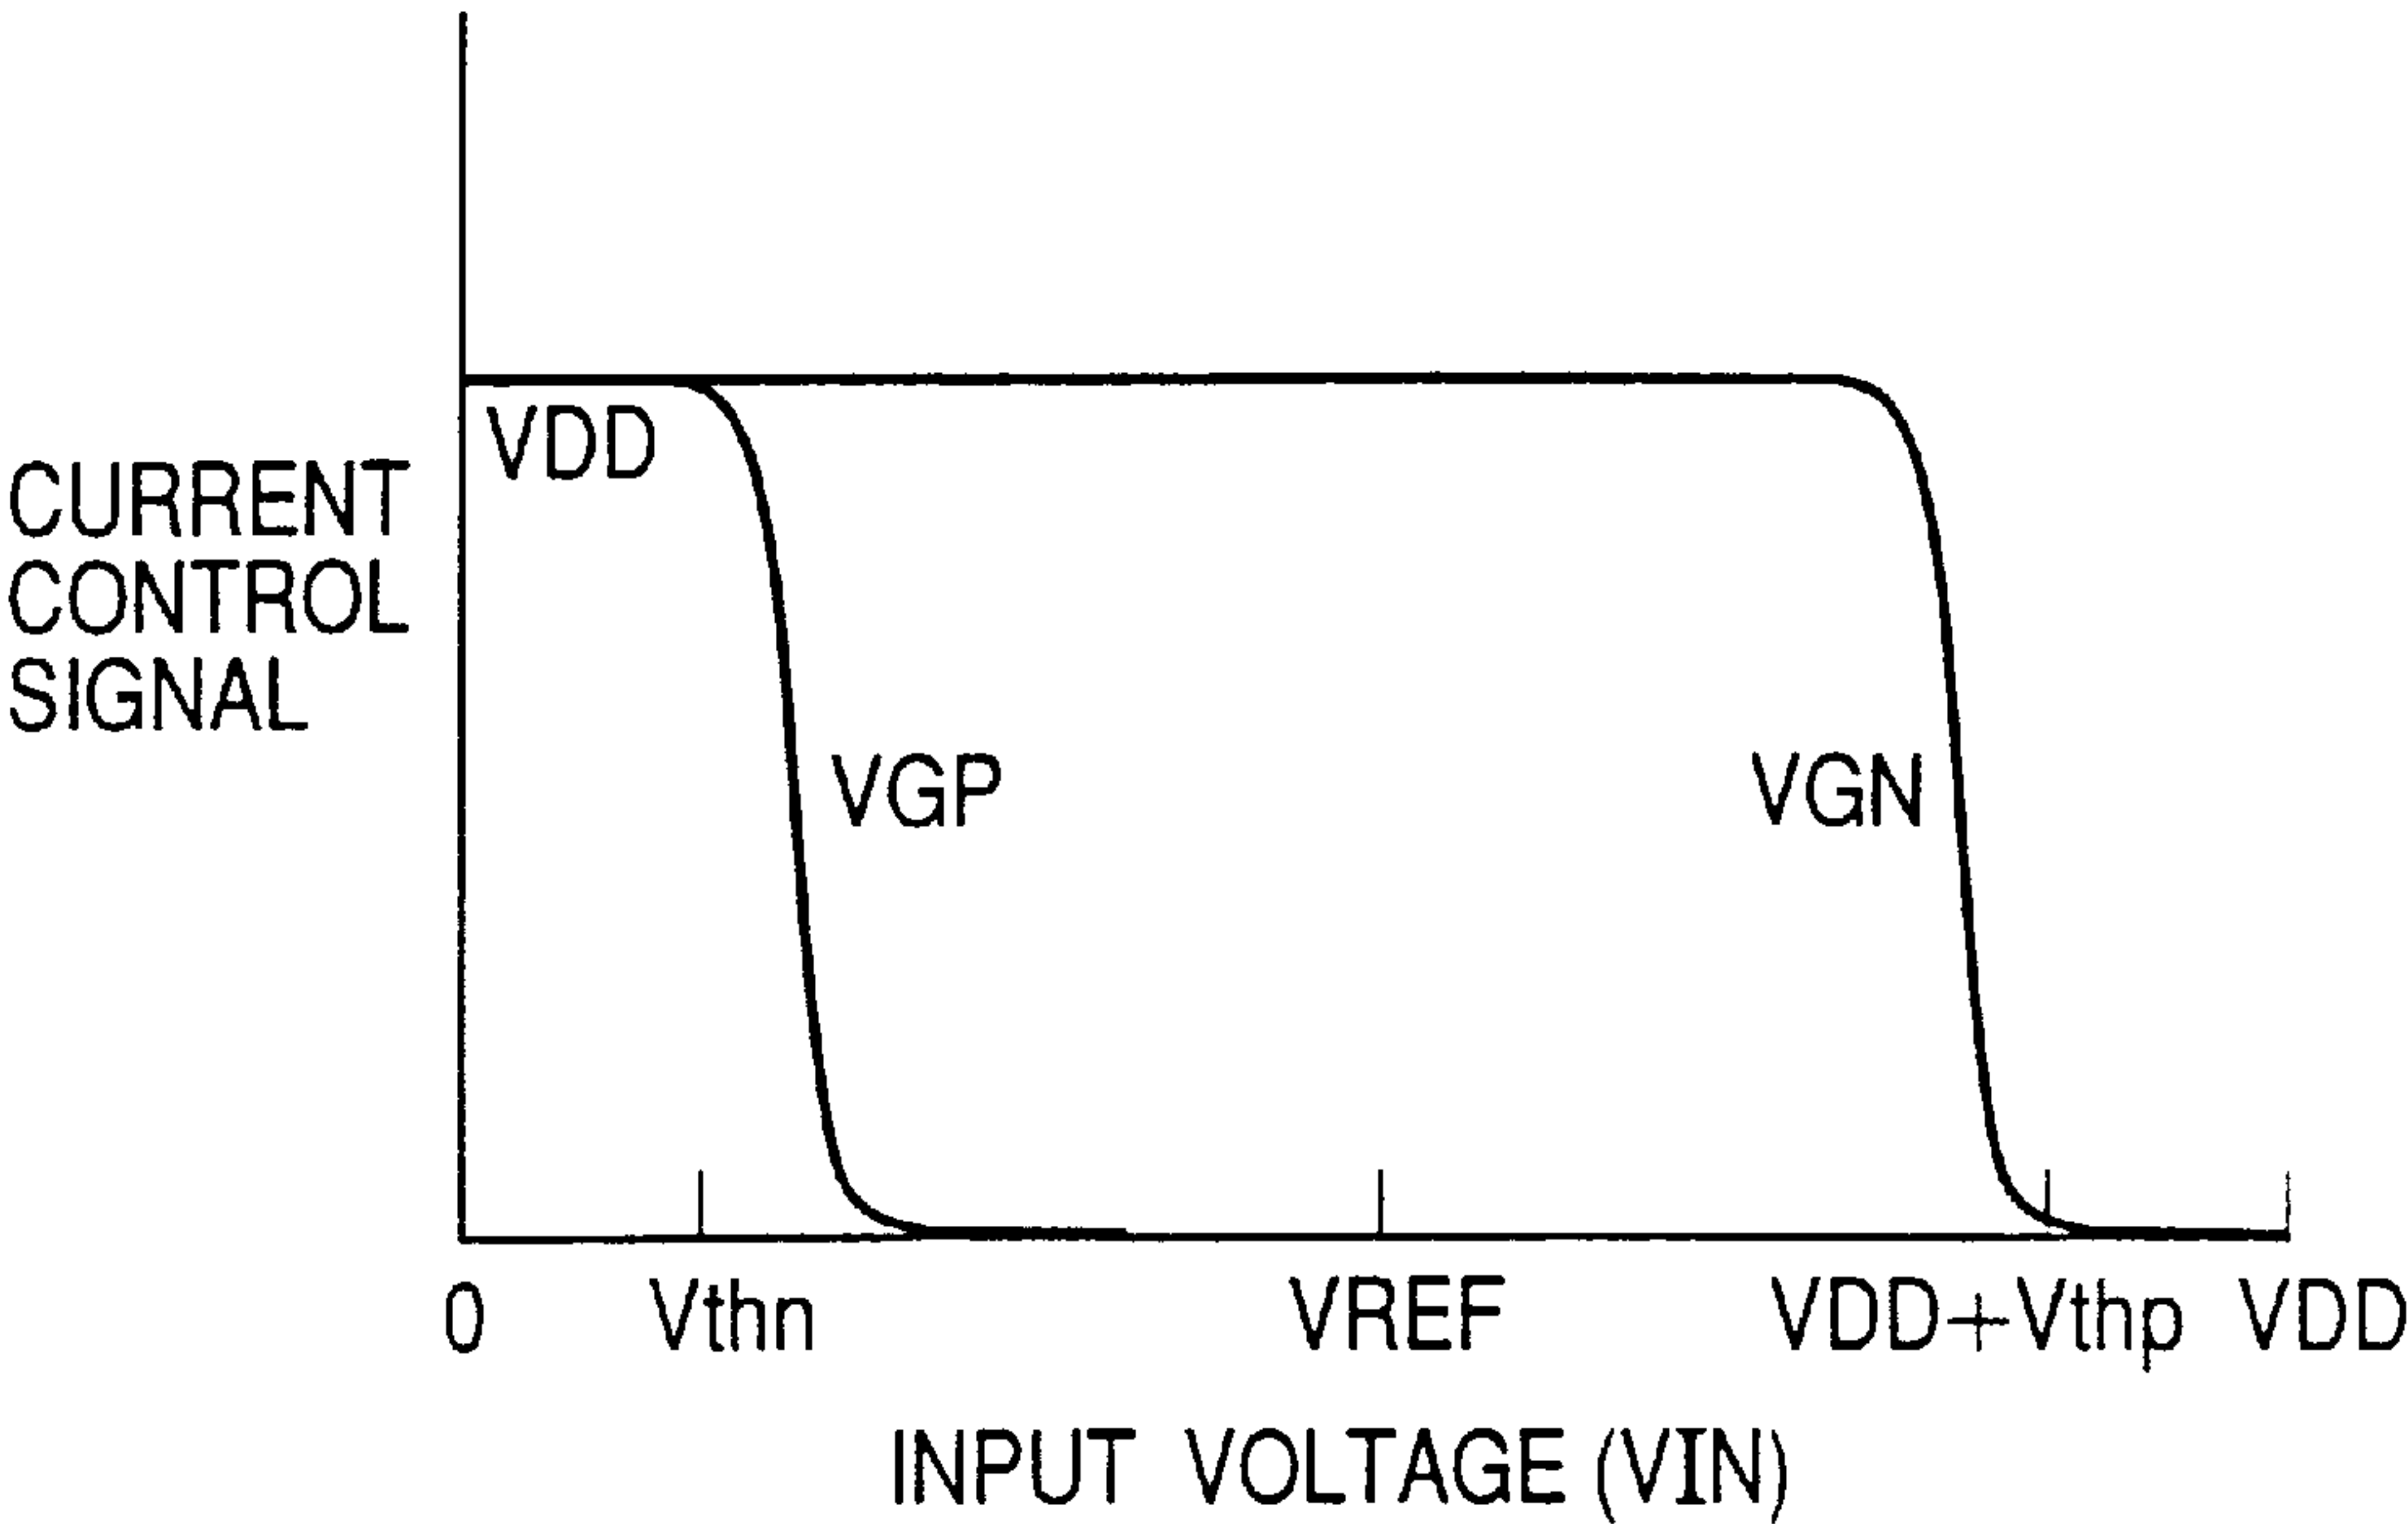 VDD
CURRENT
CONTROL
SIGNAL
VGP
VGN
0
Vthn
VREF
VDD+Vthp
VDD
INPUT VOLTAGE (VIN)